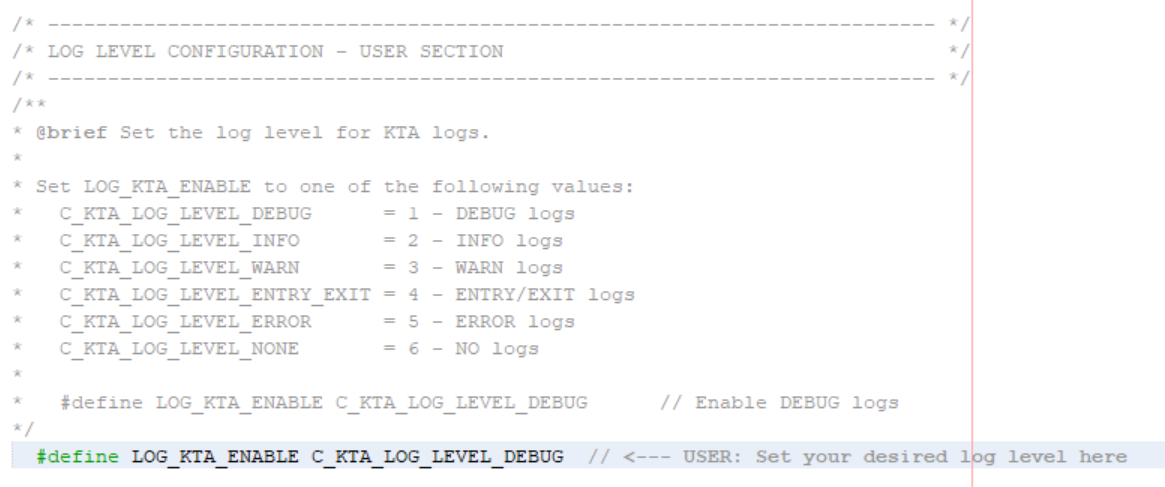 /* -------------------------------------------------------------------------- */
/* LOG LEVEL CONFIGURATION - USER SECTION                                     */
/* -------------------------------------------------------------------------- */
/**
* @brief Set the log level for KTA logs.
*
* Set LOG_KTA_ENABLE to one of the following values:
*   C_KTA_LOG_LEVEL_DEBUG      = 1 - DEBUG logs
*   C_KTA_LOG_LEVEL_INFO       = 2 - INFO logs
*   C_KTA_LOG_LEVEL_WARN       = 3 - WARN logs
*   C_KTA_LOG_LEVEL_ENTRY_EXIT = 4 - ENTRY/EXIT logs
*   C_KTA_LOG_LEVEL_ERROR      = 5 - ERROR logs
*   C_KTA_LOG_LEVEL_NONE       = 6 - NO logs
*
*   #define LOG_KTA_ENABLE C_KTA_LOG_LEVEL_DEBUG      // Enable DEBUG logs
*/
  #define LOG_KTA_ENABLE C_KTA_LOG_LEVEL_DEBUG  // <--- USER: Set your desired log level here